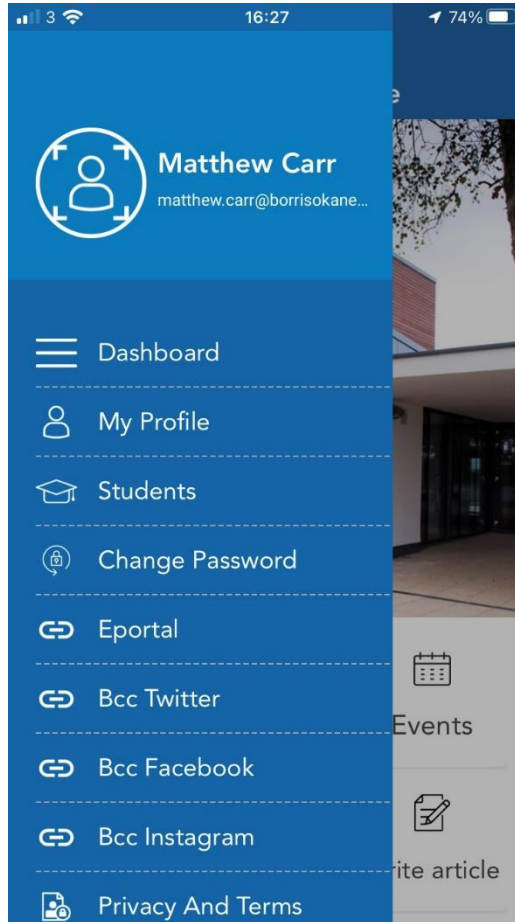 3 16:27 74%
Matthew Carr
matthew.carr@borrisokane...
Dashboard
My Profile
Students
Change Password
Eportal
Bcc Twitter
Events
Bcc Facebook
Bcc Instagram
rite article
Privacy And Terms